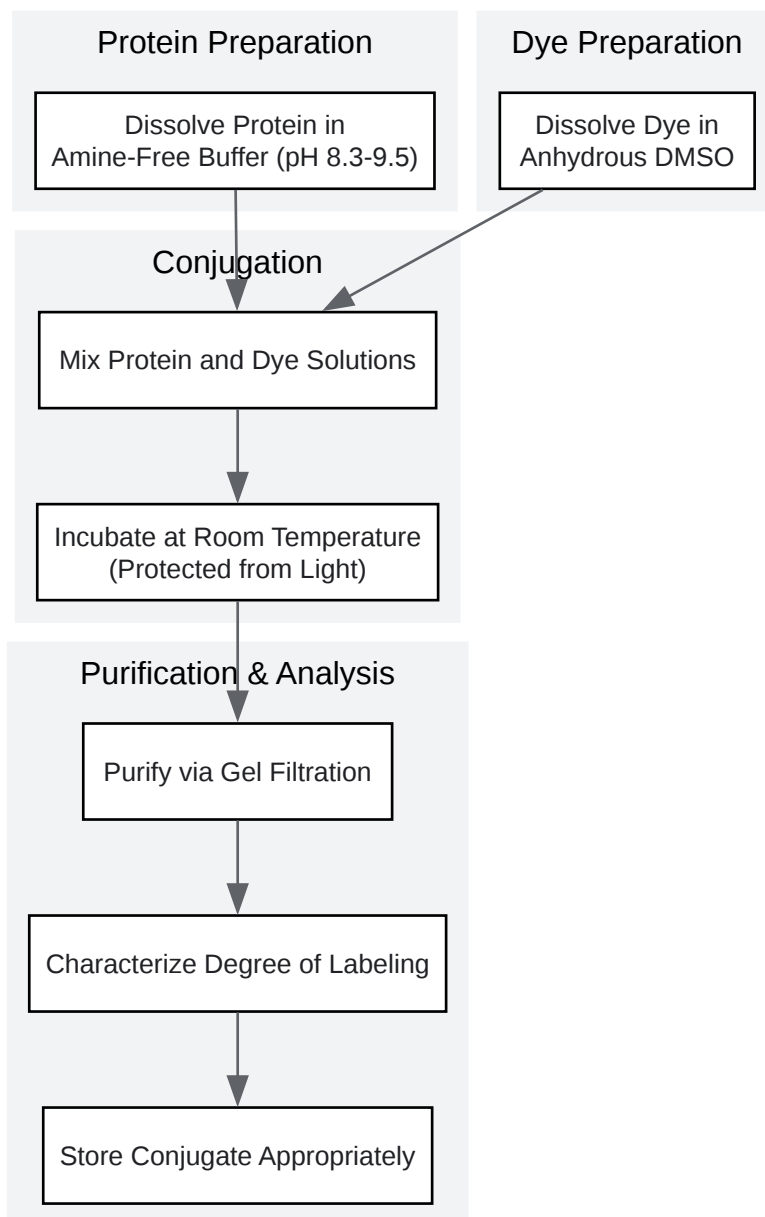 Protein Preparation
Dye Preparation
Dissolve Protein in
Amine-Free Buffer (pH 8.3-9.5)
Dissolve Dye in
Anhydrous DMSO
Conjugation
Mix Protein and Dye Solutions
Incubate at Room Temperature
(Protected from Light)
Purification & Analysis
Purify via Gel Filtration
Characterize Degree of Labeling
Store Conjugate Appropriately